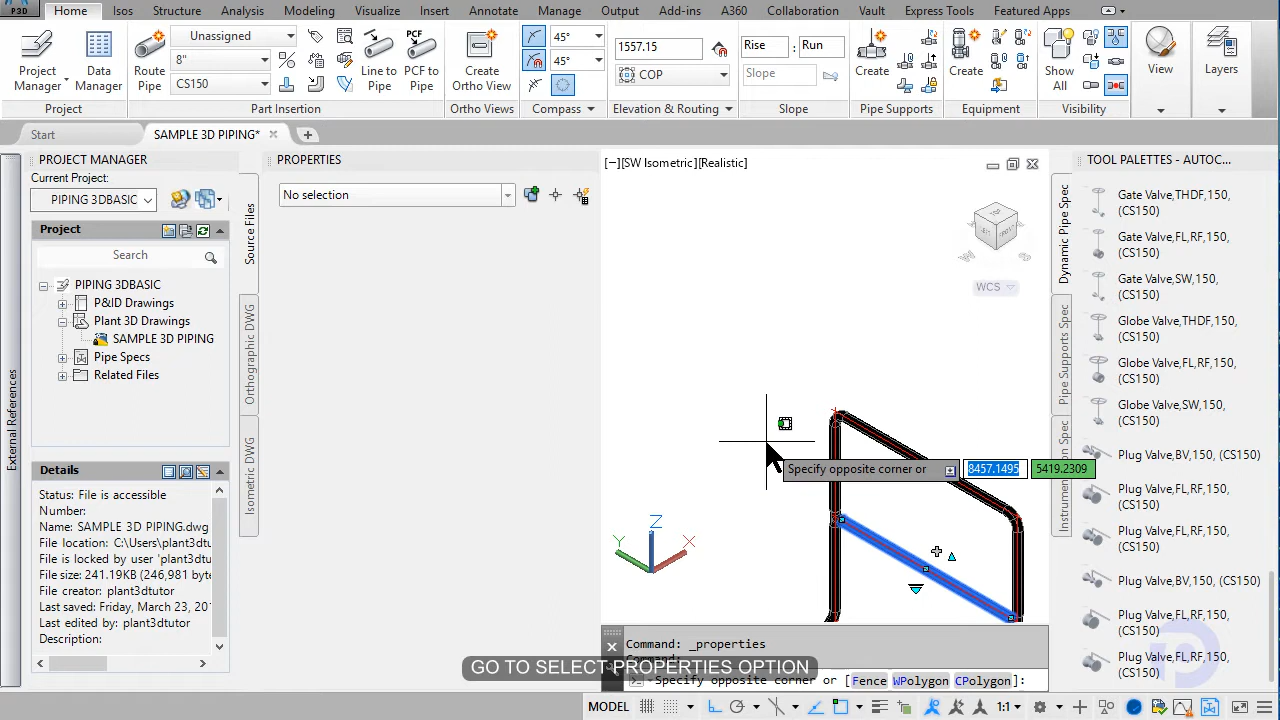 P3D
Home Isos Structure Analysis Modeling Visualize Insert Annotate Manage Output Add-ins A360 Collaboration Vault Express Tools Featured Apps
Unassigned
8"
CS150
Project Manager
Data Manager
Route Pipe
Line to Pipe
PCF to Pipe
PCF
Create Ortho View
45°
45°
1557.15
COP
Rise : Run
Slope
Create
Create
Show All
View
Layers
Project Part Insertion Ortho Views Compass Elevation & Routing Slope Pipe Supports Equipment Visibility
Start SAMPLE 3D PIPING*
PROJECT MANAGER
Current Project:
PIPING 3DBASIC
Project
Search
PIPING 3DBASIC
P&ID Drawings
Plant 3D Drawings
SAMPLE 3D PIPING
Pipe Specs
Related Files
External References
Source Files
Orthographic DWG
Isometric DWG
Details
Status: File is accessible
Number:
Name: SAMPLE 3D PIPING.dwg
File location: C:\Users\plant3dtu
File is locked by user 'plant3dtu
File size: 241.19KB (246,981 byte
File creator: plant3dtutor
Last saved: Friday, March 23, 20
Last edited by: plant3dtutor
Description:
PROPERTIES
No selection
[−][SW Isometric][Realistic]
TOP
WCS
Z
Y
X
Specify opposite corner or 8457.1495 5419.2309
Command: _properties
Command:
Specify opposite corner or [Fence WPolygon CPolygon]:
GO TO SELECT PROPERTIES OPTION
TOOL PALETTES - AUTOC...
Dynamic Pipe Spec
Pipe Supports Spec
Gate Valve,THDF,150, (CS150)
Gate Valve,FL,RF,150, (CS150)
Gate Valve,SW,150, (CS150)
Globe Valve,THDF,150, (CS150)
Globe Valve,FL,RF,150, (CS150)
Globe Valve,SW,150, (CS150)
Plug Valve,BV,150, (CS150)
Plug Valve,FL,RF,150, (CS150)
Plug Valve,FL,RF,150, (CS150)
Plug Valve,BV,150, (CS150)
Plug Valve,FL,RF,150, (CS150)
Plug Valve,FL,RF,150, (CS150)
MODEL
1:1